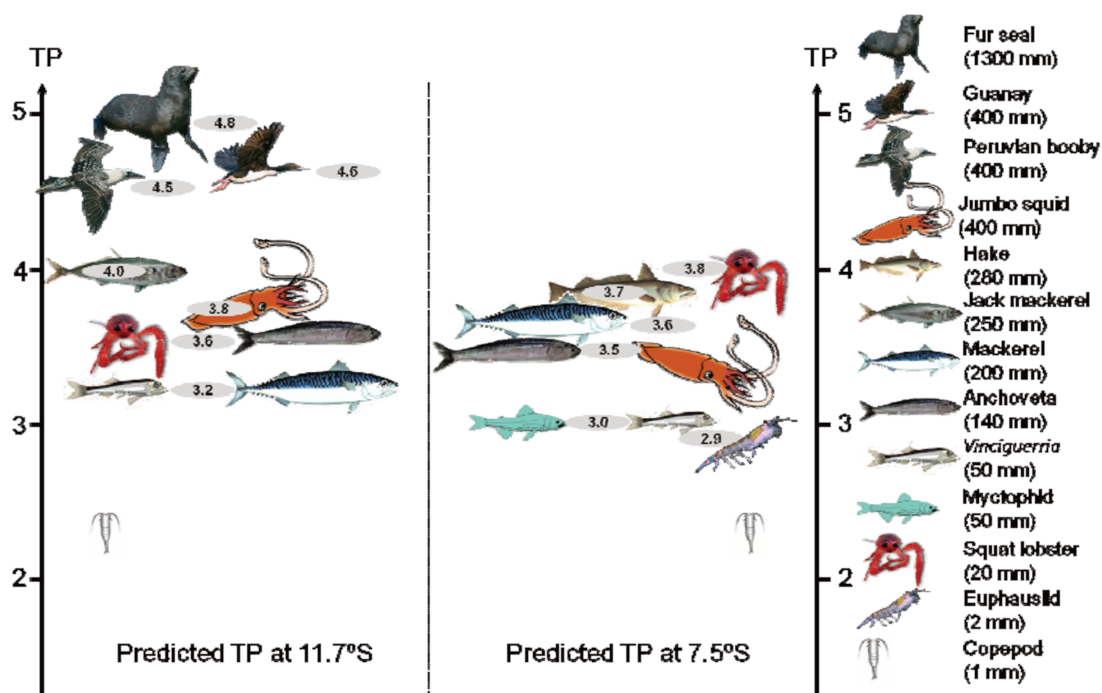 TP
5
4
3
2
4.8
4.5
4.6
4.0
3.8
3.6
3.2
Predicted TP at 11.7ºS
3.8
3.7
3.6
3.5
3.0
2.9
Predicted TP at 7.5ºS
TP
5
4
3
2
Fur seal
(1300 mm)
Guanay
(400 mm)
Peruvian booby
(400 mm)
Jumbo squid
(400 mm)
Hake
(280 mm)
Jack mackerel
(250 mm)
Mackerel
(200 mm)
Anchoveta
(140 mm)
Vinciguerria
(50 mm)
Myctophid
(50 mm)
Squat lobster
(20 mm)
Euphausiid
(2 mm)
Copepod
(1 mm)